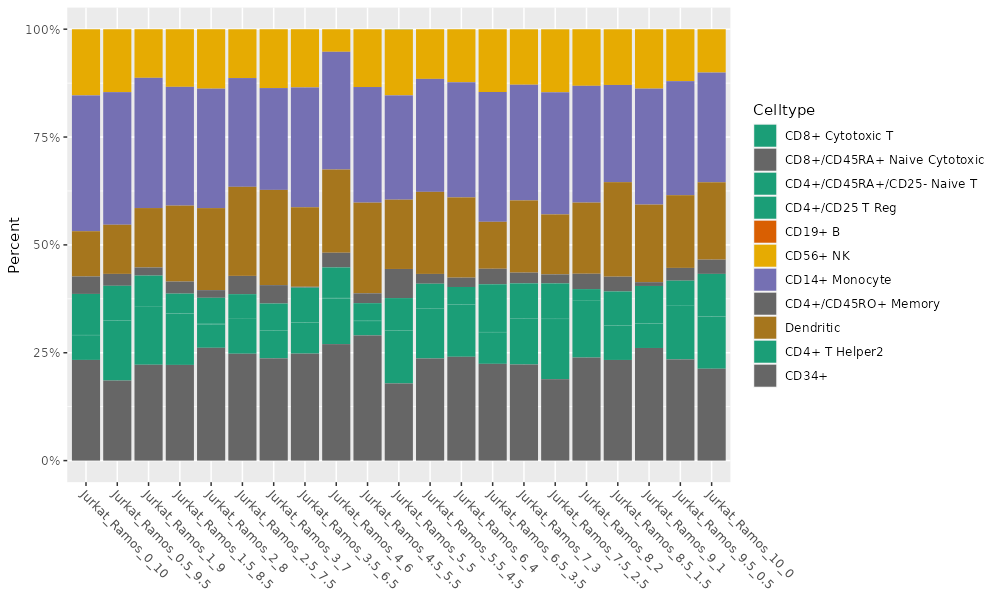 100%
75%
50%
25%
0%
Percent
Jurkat_Ramos_0_10
Jurkat_Ramos_0.5_9.5
Jurkat_Ramos_1_9
Jurkat_Ramos_1.5_8.5
Jurkat_Ramos_2_8
Jurkat_Ramos_2.5_7.5
Jurkat_Ramos_3_7
Jurkat_Ramos_3.5_6.5
Jurkat_Ramos_4_6
Jurkat_Ramos_4.5_5.5
Jurkat_Ramos_5_5
Jurkat_Ramos_5.5_4.5
Jurkat_Ramos_6_4
Jurkat_Ramos_6.5_3.5
Jurkat_Ramos_7_3
Jurkat_Ramos_7.5_2.5
Jurkat_Ramos_8_2
Jurkat_Ramos_8.5_1.5
Jurkat_Ramos_9_1
Jurkat_Ramos_9.5_0.5
Jurkat_Ramos_10_0
Celltype
CD8+ Cytotoxic T
CD8+/CD45RA+ Naive Cytotoxic
CD4+/CD45RA+/CD25- Naive T
CD4+/CD25 T Reg
CD19+ B
CD56+ NK
CD14+ Monocyte
CD4+/CD45RO+ Memory
Dendritic
CD4+ T Helper2
CD34+